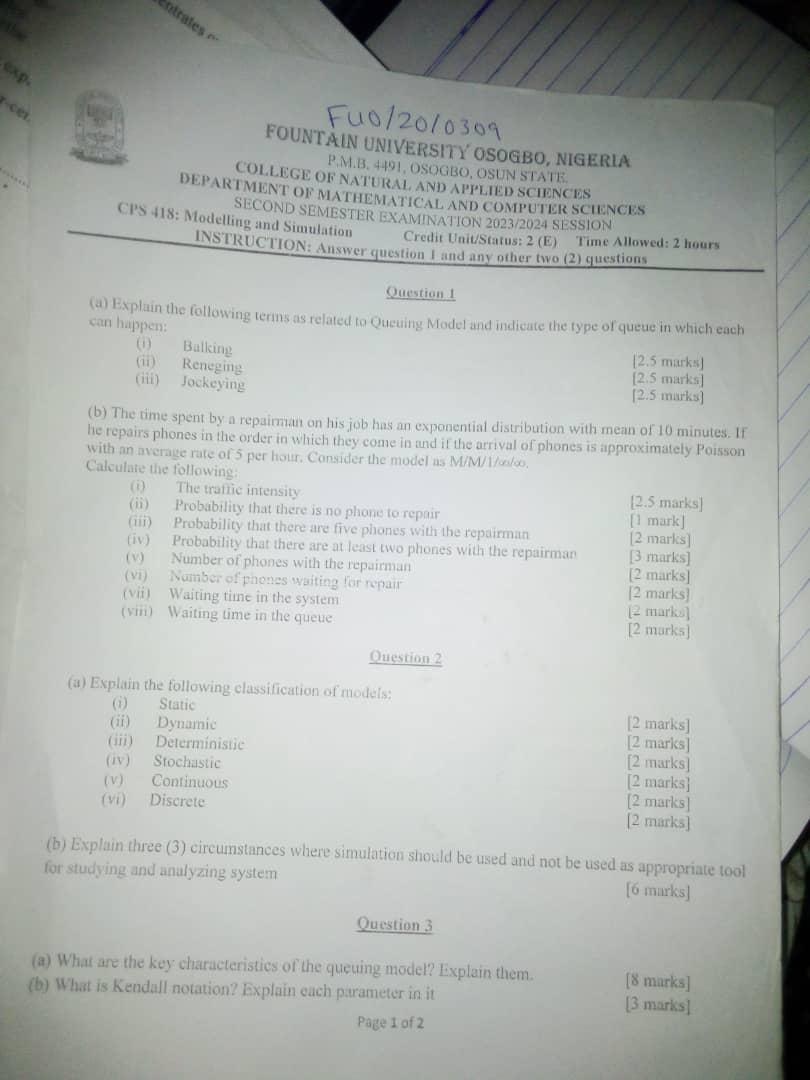 entrates
exp.
FUO/20/0309
FOUNTAIN UNIVERSITY OSOGBO, NIGERIA
P.M.B. 4491, OSOGBO, OSUN STATE.
COLLEGE OF NATURAL AND APPLIED SCIENCES
DEPARTMENT OF MATHEMATICAL AND COMPUTER SCIENCES
SECOND SEMESTER EXAMINATION 2023/2024 SESSION
CPS 418: Modelling and Simulation Credit Unit/Status: 2 (E) Time Allowed: 2 hours
INSTRUCTION: Answer question 1 and any other two (2) questions
Question 1
(a) Explain the following terms as related to Queuing Model and indicate the type of queue in which each
can happen:
(i) Balking [2.5 marks]
(ii) Reneging [2.5 marks]
(iii) Jockeying [2.5 marks]
(b) The time spent by a repairman on his job has an exponential distribution with mean of 10 minutes. If
he repairs phones in the order in which they come in and if the arrival of phones is approximately Poisson
with an average rate of 5 per hour. Consider the model as M/M/1/∞/∞.
Calculate the following:
(i) The traffic intensity [2.5 marks]
(ii) Probability that there is no phone to repair [1 mark]
(iii) Probability that there are five phones with the repairman [2 marks]
(iv) Probability that there are at least two phones with the repairman [3 marks]
(v) Number of phones with the repairman [2 marks]
(vi) Number of phones waiting for repair [2 marks]
(vii) Waiting time in the system [2 marks]
(viii) Waiting time in the queue [2 marks]
Question 2
(a) Explain the following classification of models:
(i) Static [2 marks]
(ii) Dynamic [2 marks]
(iii) Deterministic [2 marks]
(iv) Stochastic [2 marks]
(v) Continuous [2 marks]
(vi) Discrete [2 marks]
(b) Explain three (3) circumstances where simulation should be used and not be used as appropriate tool
for studying and analyzing system [6 marks]
Question 3
(a) What are the key characteristics of the queuing model? Explain them. [8 marks]
(b) What is Kendall notation? Explain each parameter in it [3 marks]
Page 1 of 2